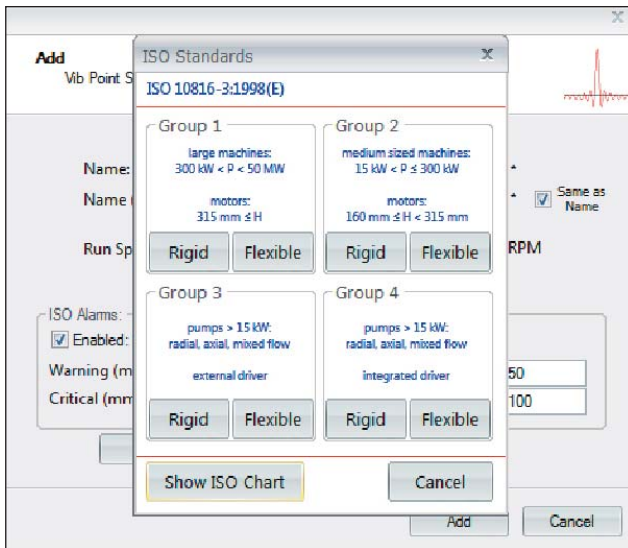 Add
Vib Point S
ISO Standards
ISO 10816-3:1998(E)
Group 1
large machines:
300 kW < P < 50 MW
motors:
315 mm ≤ H
Rigid Flexible
Group 2
medium sized machines:
15 kW < P ≤ 300 kW
motors:
160 mm ≤ H < 315 mm
Rigid Flexible
Group 3
pumps > 15 kW:
radial, axial, mixed flow
external driver
Rigid Flexible
Group 4
pumps > 15 kW:
radial, axial, mixed flow
integrated driver
Rigid Flexible
Show ISO Chart Cancel
Name: *
Name ( * Same as
Name
Run Sp RPM
ISO Alarms:
Enabled:
Warning (m 50
Critical (mm 100
Add Cancel